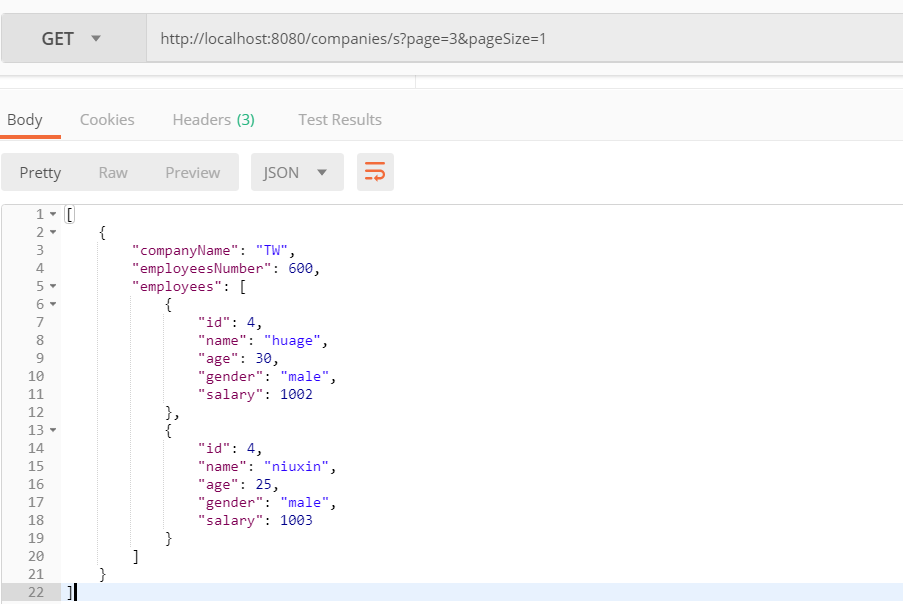 GET http://localhost:8080/companies/s?page=3&pageSize=1
Body Cookies Headers (3) Test Results
Pretty Raw Preview JSON
1 [
2 {
3 "companyName": "TW",
4 "employeesNumber": 600,
5 "employees": [
6 {
7 "id": 4,
8 "name": "huage",
9 "age": 30,
10 "gender": "male",
11 "salary": 1002
12 },
13 {
14 "id": 4,
15 "name": "niuxin",
16 "age": 25,
17 "gender": "male",
18 "salary": 1003
19 }
20 ]
21 }
22 ]